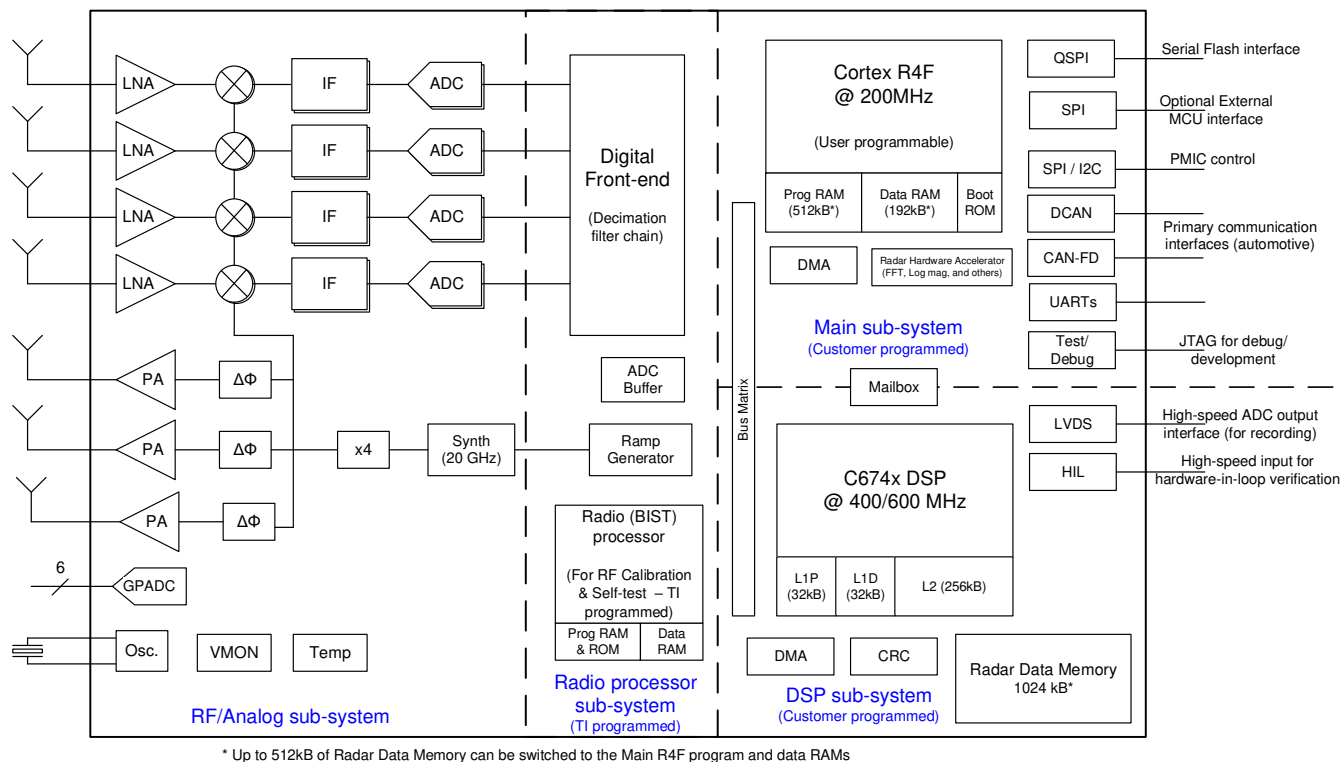 LNA
IF
ADC
LNA
IF
ADC
LNA
IF
ADC
LNA
IF
ADC
Digital
Front-end
(Decimation
filter chain)
PA
ΔΦ
PA
ΔΦ
PA
ΔΦ
x4
Synth
(20 GHz)
ADC
Buffer
Ramp
Generator
6
GPADC
Osc.
VMON
Temp
RF/Analog sub-system
Radio (BIST)
processor
(For RF Calibration
& Self-test – TI
programmed)
Prog RAM
& ROM
Data
RAM
Radio processor
sub-system
(TI programmed)
Bus Matrix
Cortex R4F
@ 200MHz
(User programmable)
Prog RAM
(512kB*)
Data RAM
(192kB*)
Boot
ROM
DMA
Radar Hardware Accelerator
(FFT, Log mag, and others)
Main sub-system
(Customer programmed)
Mailbox
QSPI
Serial Flash interface
SPI
Optional External
MCU interface
SPI / I2C
PMIC control
DCAN
Primary communication
interfaces (automotive)
CAN-FD
UARTs
Test/
Debug
JTAG for debug/
development
LVDS
High-speed ADC output
interface (for recording)
HIL
High-speed input for
hardware-in-loop verification
C674x DSP
@ 400/600 MHz
L1P
(32kB)
L1D
(32kB)
L2 (256kB)
DMA
CRC
DSP sub-system
(Customer programmed)
Radar Data Memory
1024 kB*
* Up to 512kB of Radar Data Memory can be switched to the Main R4F program and data RAMs